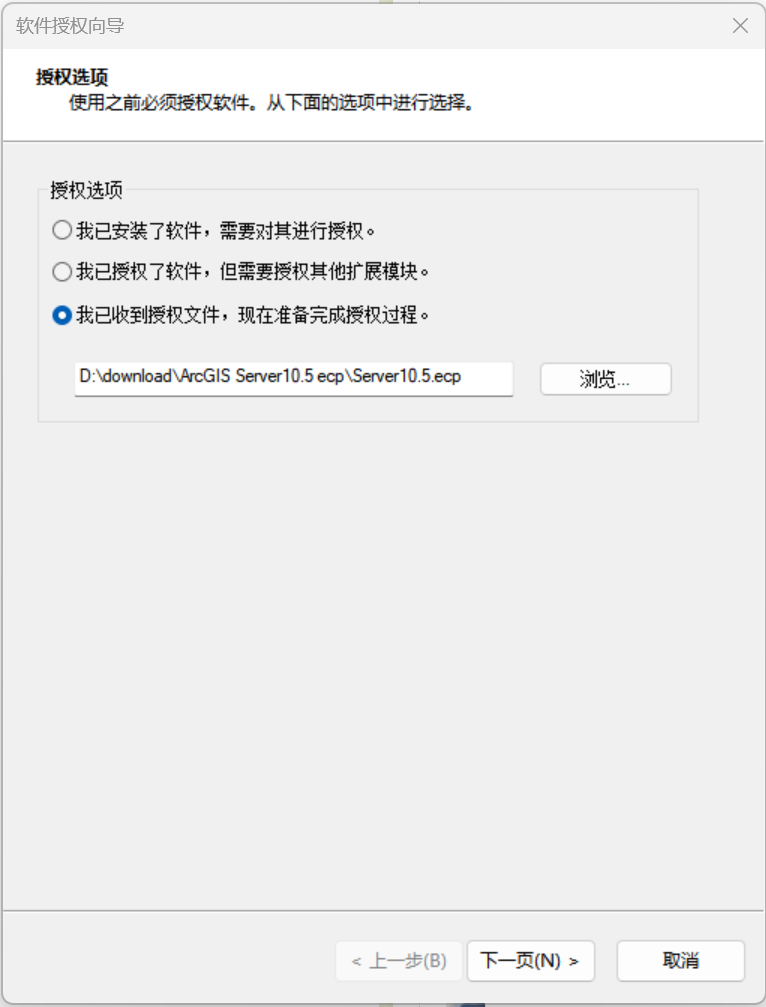 软件授权向导
授权选项
使用之前必须授权软件。从下面的选项中进行选择。
授权选项
我已安装了软件，需要对其进行授权。
我已授权了软件，但需要授权其他扩展模块。
我已收到授权文件，现在准备完成授权过程。
D:\download\ArcGIS Server10.5 ecp\Server10.5.ecp
浏览...
< 上一步(B)
下一页(N) >
取消